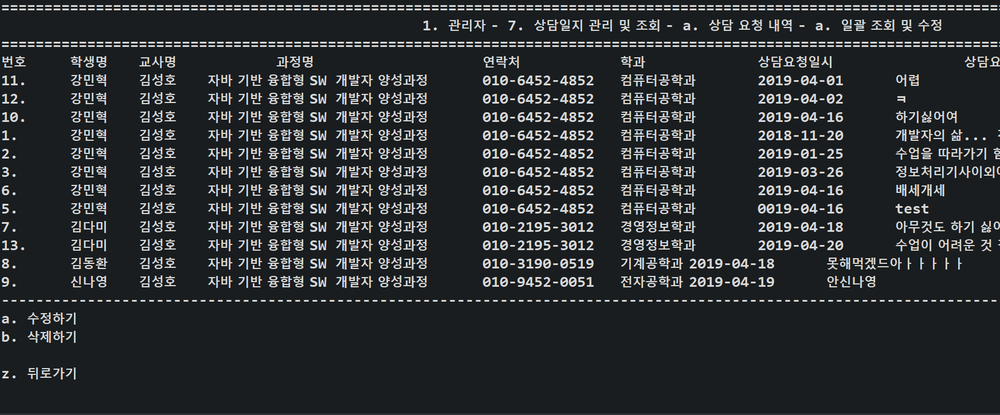 ====================================================================================================================
1. 관리자 - 7. 상담일지 관리 및 조회 - a. 상담 요청 내역 - a. 일괄 조회 및 수정
====================================================================================================================
번호 학생명 교사명 과정명 연락처 학과 상담요청일시 상담요
11. 강민혁 김성호 자바 기반 융합형 SW 개발자 양성과정 010-6452-4852 컴퓨터공학과 2019-04-01 어렵
12. 강민혁 김성호 자바 기반 융합형 SW 개발자 양성과정 010-6452-4852 컴퓨터공학과 2019-04-02 ㅋ
10. 강민혁 김성호 자바 기반 융합형 SW 개발자 양성과정 010-6452-4852 컴퓨터공학과 2019-04-16 하기싫어여
1. 강민혁 김성호 자바 기반 융합형 SW 개발자 양성과정 010-6452-4852 컴퓨터공학과 2018-11-20 개발자의 삶...
2. 강민혁 김성호 자바 기반 융합형 SW 개발자 양성과정 010-6452-4852 컴퓨터공학과 2019-01-25 수업을 따라가기
3. 강민혁 김성호 자바 기반 융합형 SW 개발자 양성과정 010-6452-4852 컴퓨터공학과 2019-03-26 정보처리기사이외
6. 강민혁 김성호 자바 기반 융합형 SW 개발자 양성과정 010-6452-4852 컴퓨터공학과 2019-04-16 배세개세
5. 강민혁 김성호 자바 기반 융합형 SW 개발자 양성과정 010-6452-4852 컴퓨터공학과 0019-04-16 test
7. 김다미 김성호 자바 기반 융합형 SW 개발자 양성과정 010-2195-3012 경영정보학과 2019-04-18 아무것도 하기 싫
13. 김다미 김성호 자바 기반 융합형 SW 개발자 양성과정 010-2195-3012 경영정보학과 2019-04-20 수업이 어려운 것
8. 김동환 김성호 자바 기반 융합형 SW 개발자 양성과정 010-3190-0519 기계공학과 2019-04-18 못해먹겠드아ㅏㅏㅏㅏㅏ
9. 신나영 김성호 자바 기반 융합형 SW 개발자 양성과정 010-9452-0051 전자공학과 2019-04-19 안신나영
--------------------------------------------------------------------------------------------------------------------
a. 수정하기
b. 삭제하기
z. 뒤로가기